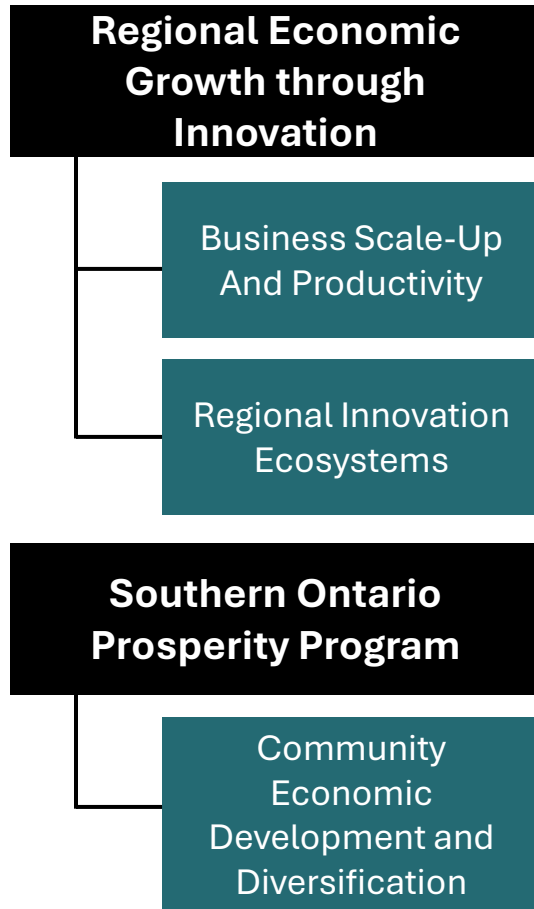 Regional Economic
Growth through
Innovation
Business Scale-Up
And Productivity
Regional Innovation
Ecosystems
Southern Ontario
Prosperity Program
Community
Economic
Development and
Diversification